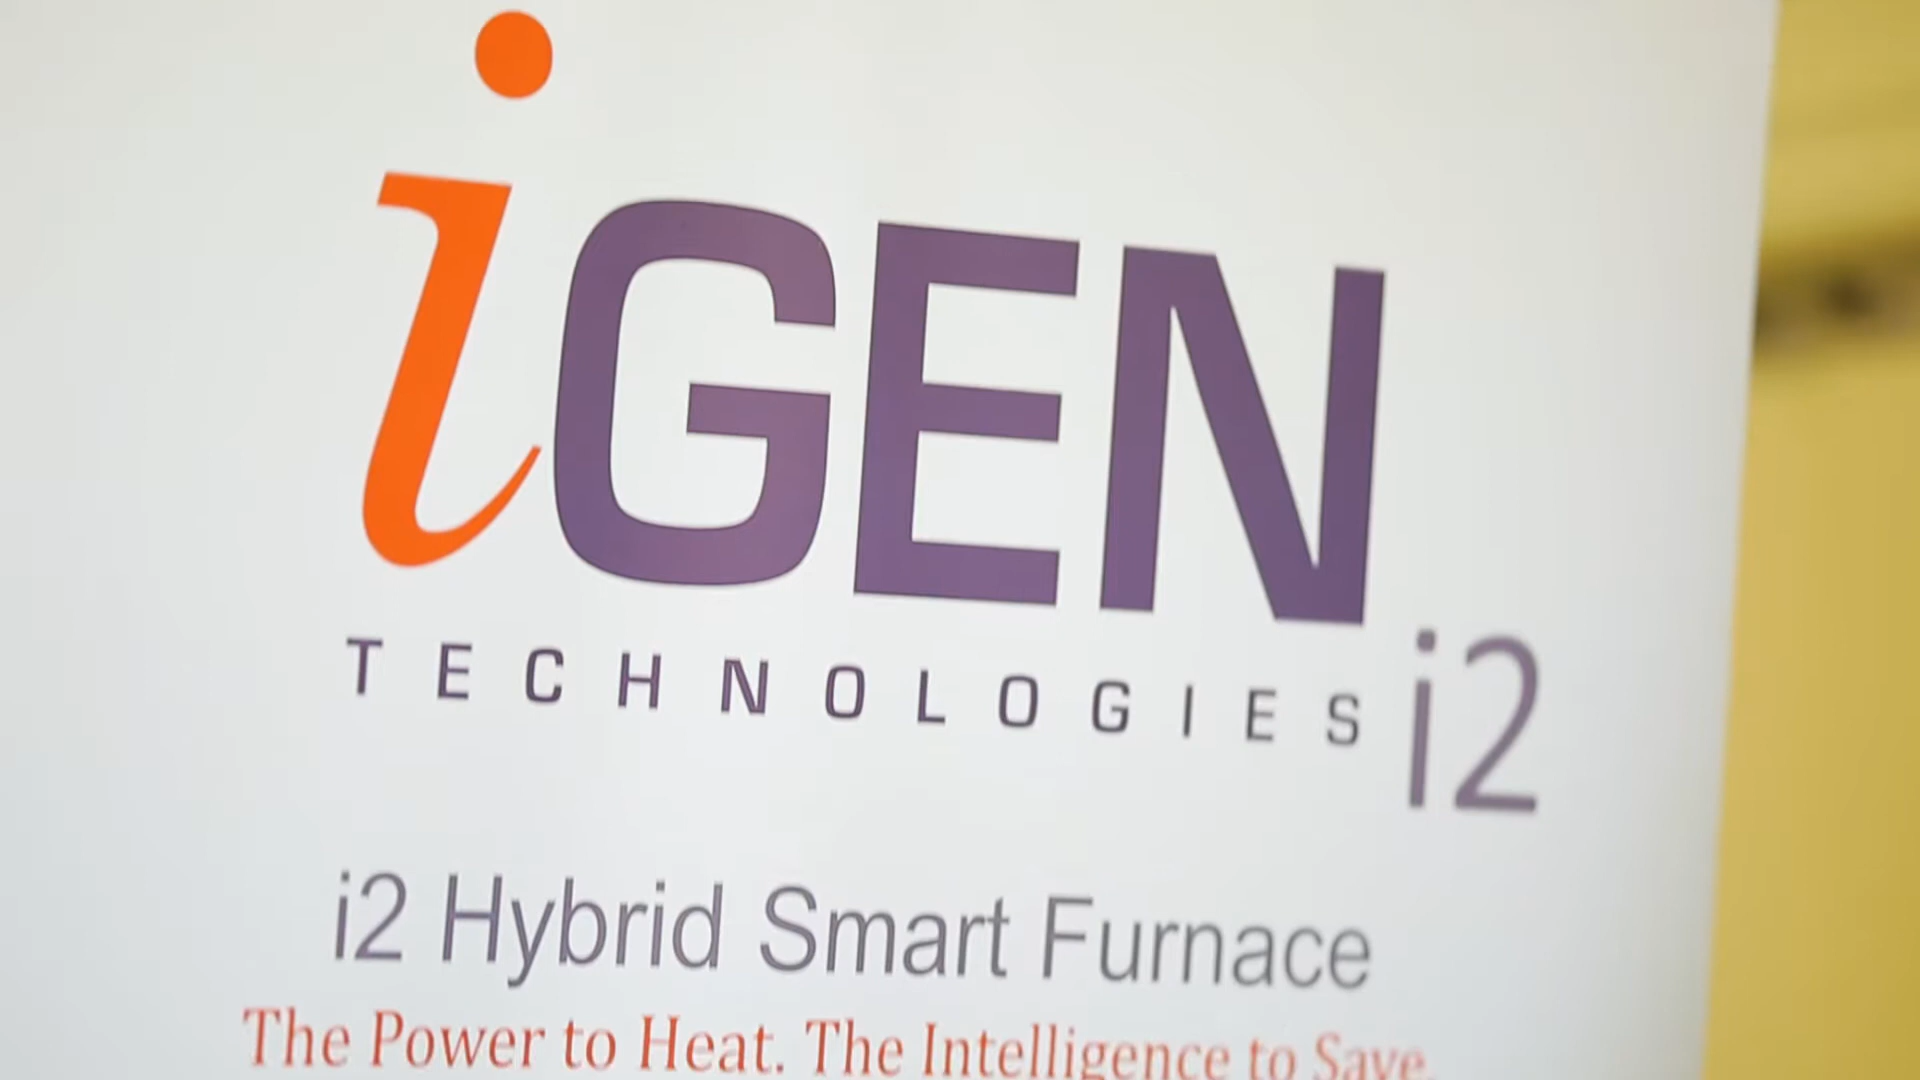 iGEN
TECHNOLOGIES
i2
i2 Hybrid Smart Furnace
The Power to Heat. The Intelligence to Save.